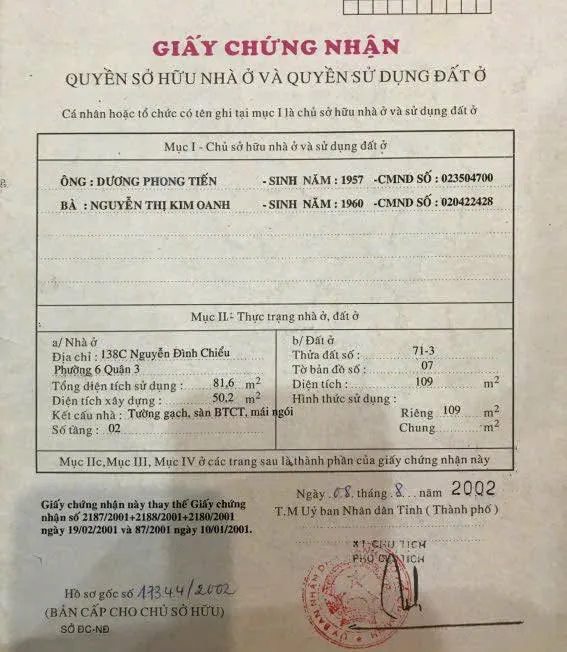 GIẤY CHỨNG NHẬN
QUYỀN SỞ HỮU NHÀ Ở VÀ QUYỀN SỬ DỤNG ĐẤT Ở
Cá nhân hoặc tổ chức có tên ghi tại mục I là chủ sở hữu nhà ở và sử dụng đất ở
Mục I - Chủ sở hữu nhà ở và sử dụng đất ở
ÔNG : DƯƠNG PHONG TIẾN - SINH NĂM : 1957 -CMND SỐ : 023504700
BÀ : NGUYỄN THỊ KIM OANH - SINH NĂM : 1960 -CMND SỐ : 020422428
Mục II.- Thực trạng nhà ở, đất ở
a/ Nhà ở
Địa chỉ : 138C Nguyễn Đình Chiểu
Phường 6 Quận 3
Tổng diện tích sử dụng : 81,6 m²
Diện tích xây dựng : 50,2 m²
Kết cấu nhà : Tường gạch, sàn BTCT, mái ngói
Số tầng : 02
b/ Đất ở
Thửa đất số : 71-3
Tờ bản đồ số : 07
Diện tích : 109 m²
Hình thức sử dụng :
Riêng 109 m²
Chung m²
Mục IIc,Mục III, Mục IV ở các trang sau là thành phần của giấy chứng nhận này
Giấy chứng nhận này thay thế Giấy chứng
nhận số 2187/2001+2188/2001+2180/2001
ngày 19/02/2001 và 87/2001 ngày 10/01/2001.
Hồ sơ gốc số 17344/2002
(BẢN CẤP CHO CHỦ SỞ HỮU)
SỞ ĐC-NĐ
Ngày 08 tháng 8 năm 2002
T.M Uỷ ban Nhân dân Tỉnh ( Thành phố )
KT. CHỦ TỊCH
PHÓ CHỦ TỊCH